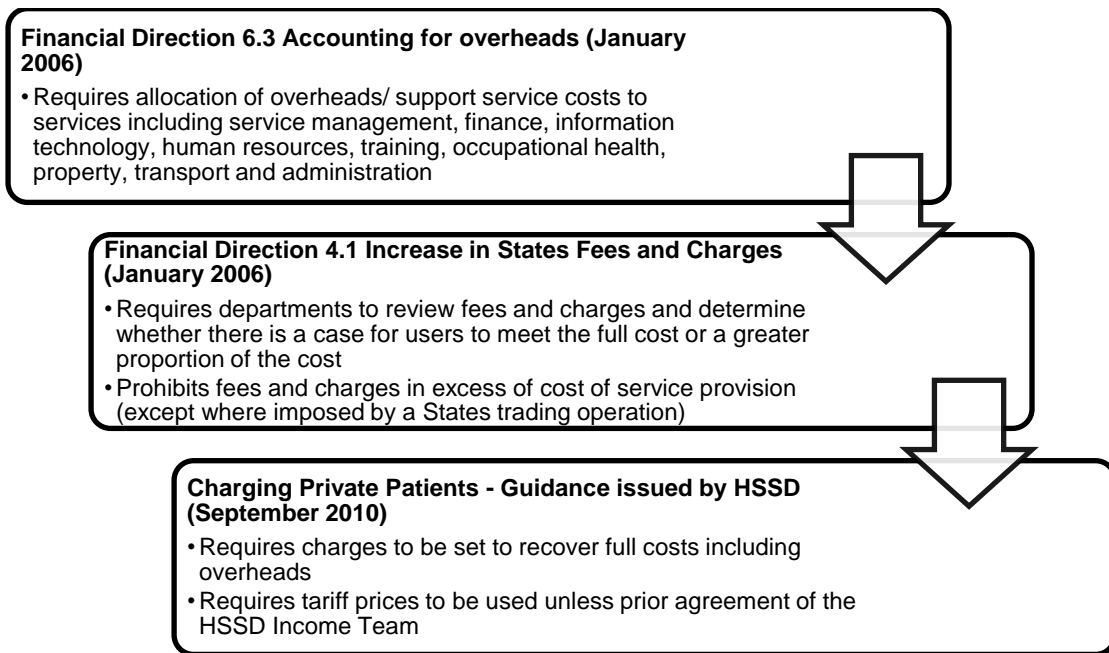 Financial Direction 6.3 Accounting for overheads (January
2006)
• Requires allocation of overheads/ support service costs to
services including service management, finance, information
technology, human resources, training, occupational health,
property, transport and administration
Financial Direction 4.1 Increase in States Fees and Charges
(January 2006)
• Requires departments to review fees and charges and determine
whether there is a case for users to meet the full cost or a greater
proportion of the cost
• Prohibits fees and charges in excess of cost of service provision
(except where imposed by a States trading operation)
Charging Private Patients - Guidance issued by HSSD
(September 2010)
• Requires charges to be set to recover full costs including
overheads
• Requires tariff prices to be used unless prior agreement of the
HSSD Income Team